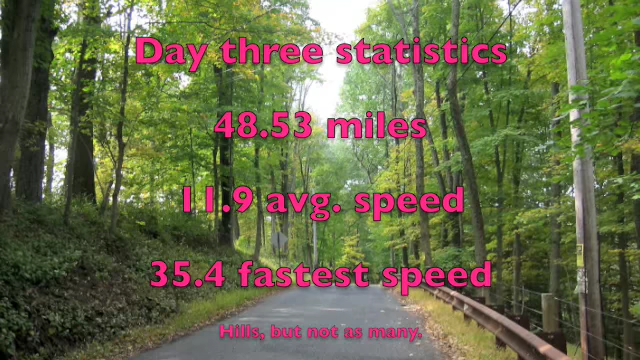 Day three statistics
48.53 miles
11.9 avg. speed
35.4 fastest speed
Hills, but not as many.